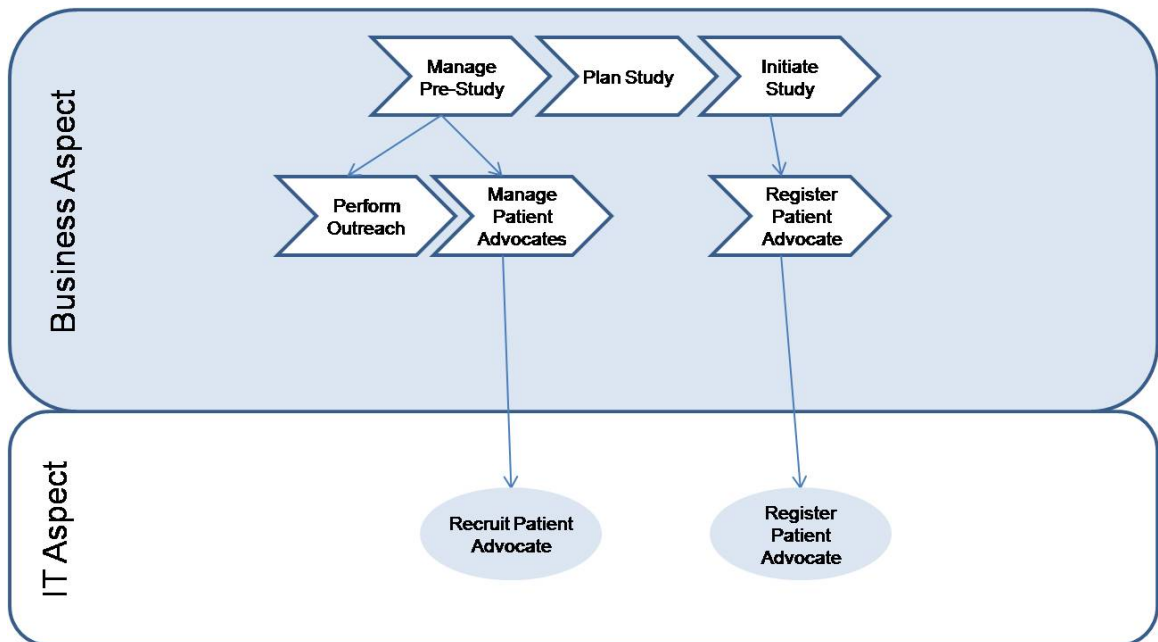 Business Aspect
Manage
Pre-Study
Plan Study
Initiate
Study
Perform
Outreach
Manage
Patient
Advocates
Register
Patient
Advocate
IT Aspect
Recruit Patient
Advocate
Register
Patient
Advocate